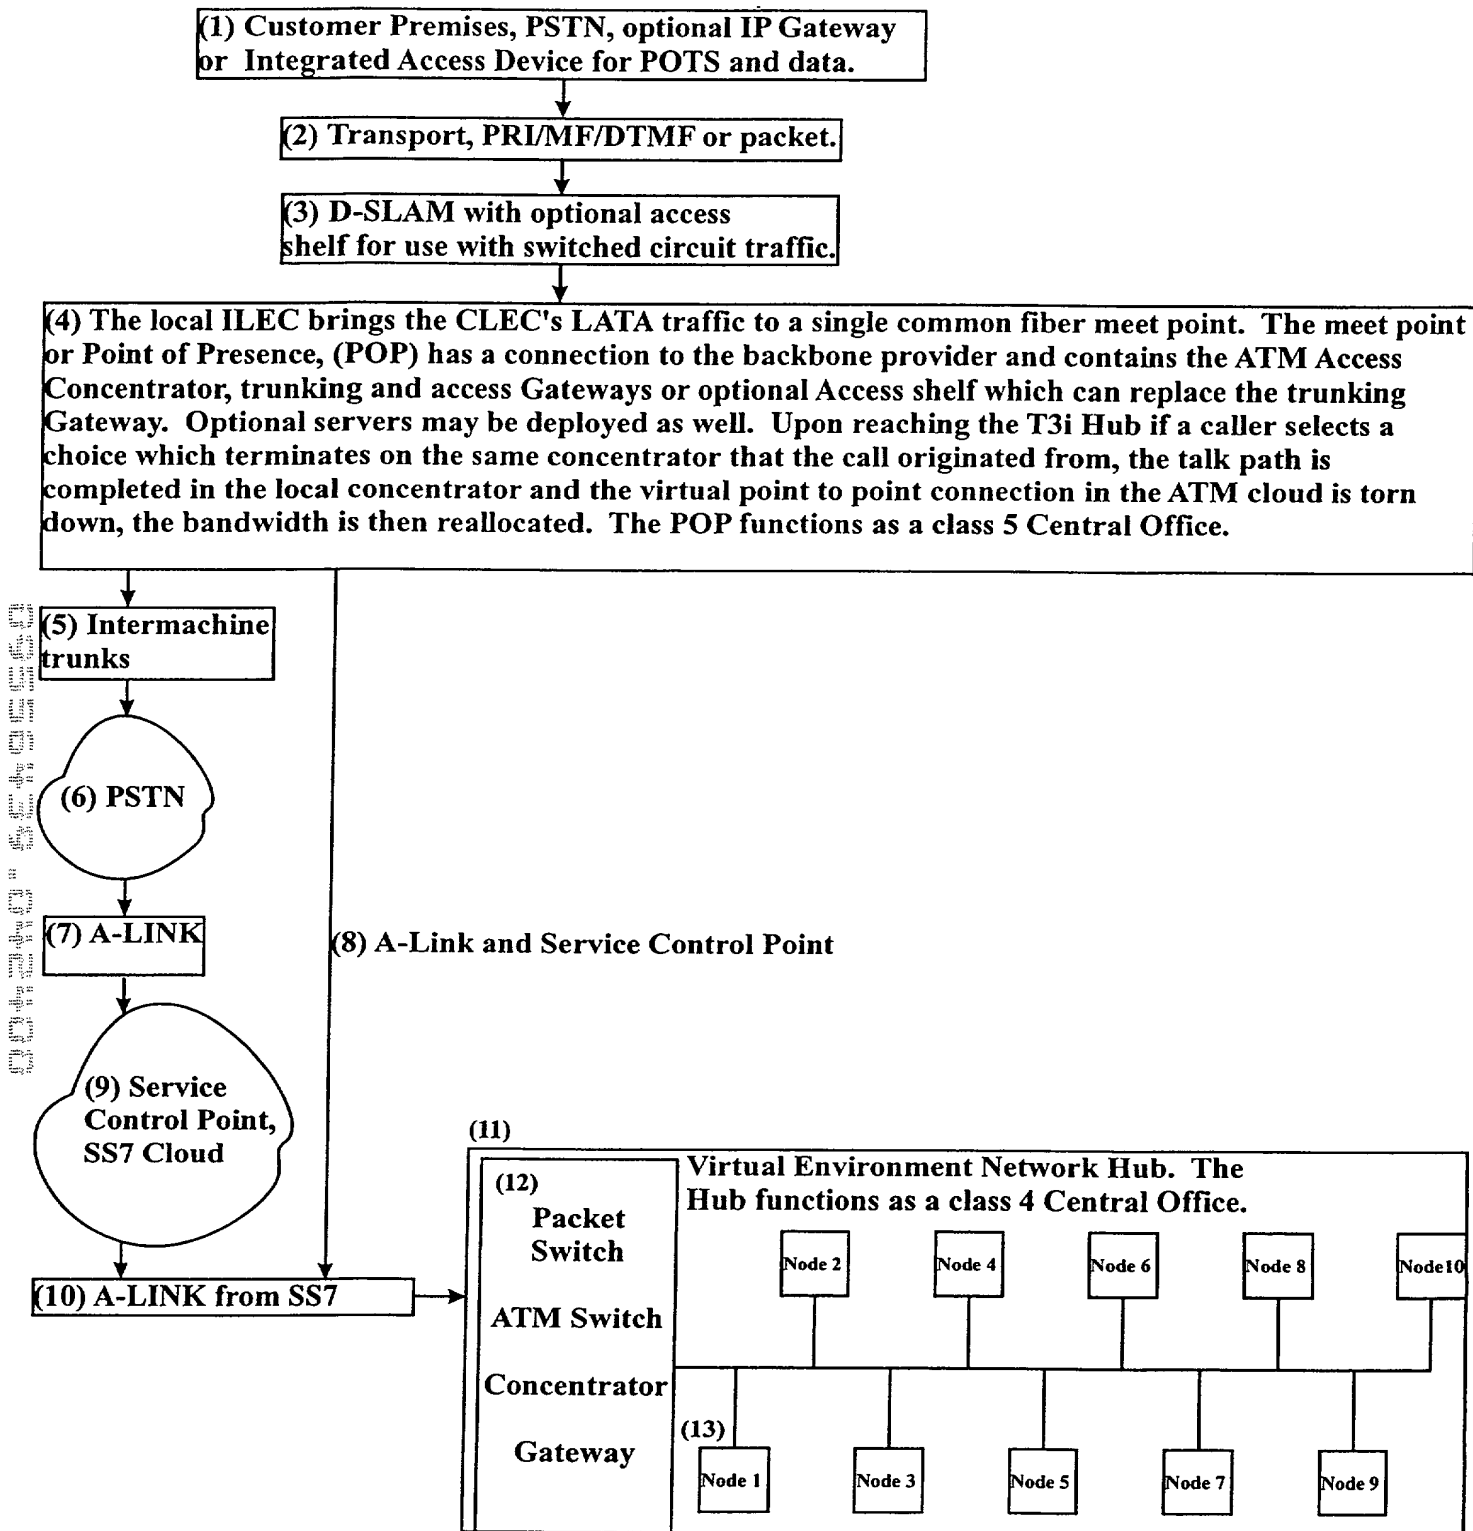 (1) Customer Premises, PSTN, optional IP Gateway
or Integrated Access Device for POTS and data.
(2) Transport, PRI/MF/DTMF or packet.
(3) D-SLAM with optional access
shelf for use with switched circuit traffic.
(4) The local ILEC brings the CLEC's LATA traffic to a single common fiber meet point. The meet point
or Point of Presence, (POP) has a connection to the backbone provider and contains the ATM Access
Concentrator, trunking and access Gateways or optional Access shelf which can replace the trunking
Gateway. Optional servers may be deployed as well. Upon reaching the T3i Hub if a caller selects a
choice which terminates on the same concentrator that the call originated from, the talk path is
completed in the local concentrator and the virtual point to point connection in the ATM cloud is torn
down, the bandwidth is then reallocated. The POP functions as a class 5 Central Office.
(5) Intermachine
trunks
(6) PSTN
(7) A-LINK
(8) A-Link and Service Control Point
(9) Service
Control Point,
SS7 Cloud
(10) A-LINK from SS7
(11)
(12)
Packet
Switch
ATM Switch
Concentrator
Gateway
Virtual Environment Network Hub. The
Hub functions as a class 4 Central Office.
Node 2
Node 4
Node 6
Node 8
Node10
(13)
Node 1
Node 3
Node 5
Node 7
Node 9